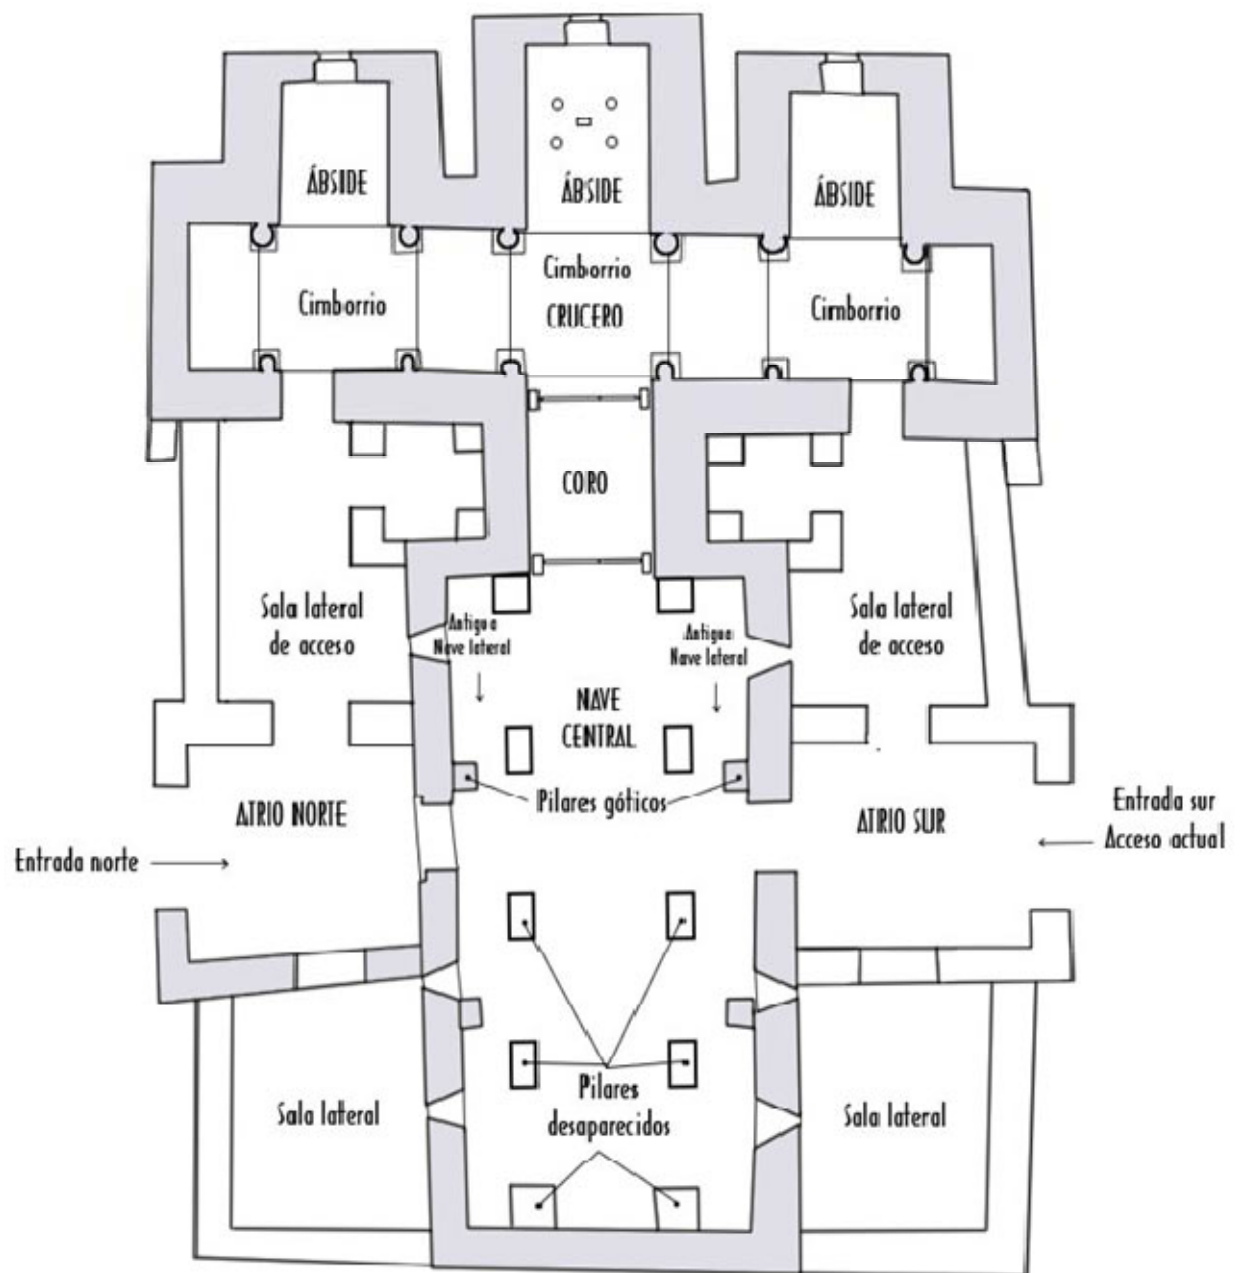 ÁBSIDE
ÁBSIDE
ÁBSIDE
Cimborrio
Cimborrio
CRUCERO
Cimborrio
CORO
Sala lateral
de acceso
Antigua
Nave lateral
Antigua
Nave lateral
Sala lateral
de acceso
NAVE
CENTRAL
Pilares góticos
ATRIO NORTE
ATRIO SUR
Entrada norte
Entrada sur
Acceso actual
Pilares
desaparecidos
Sala lateral
Sala lateral